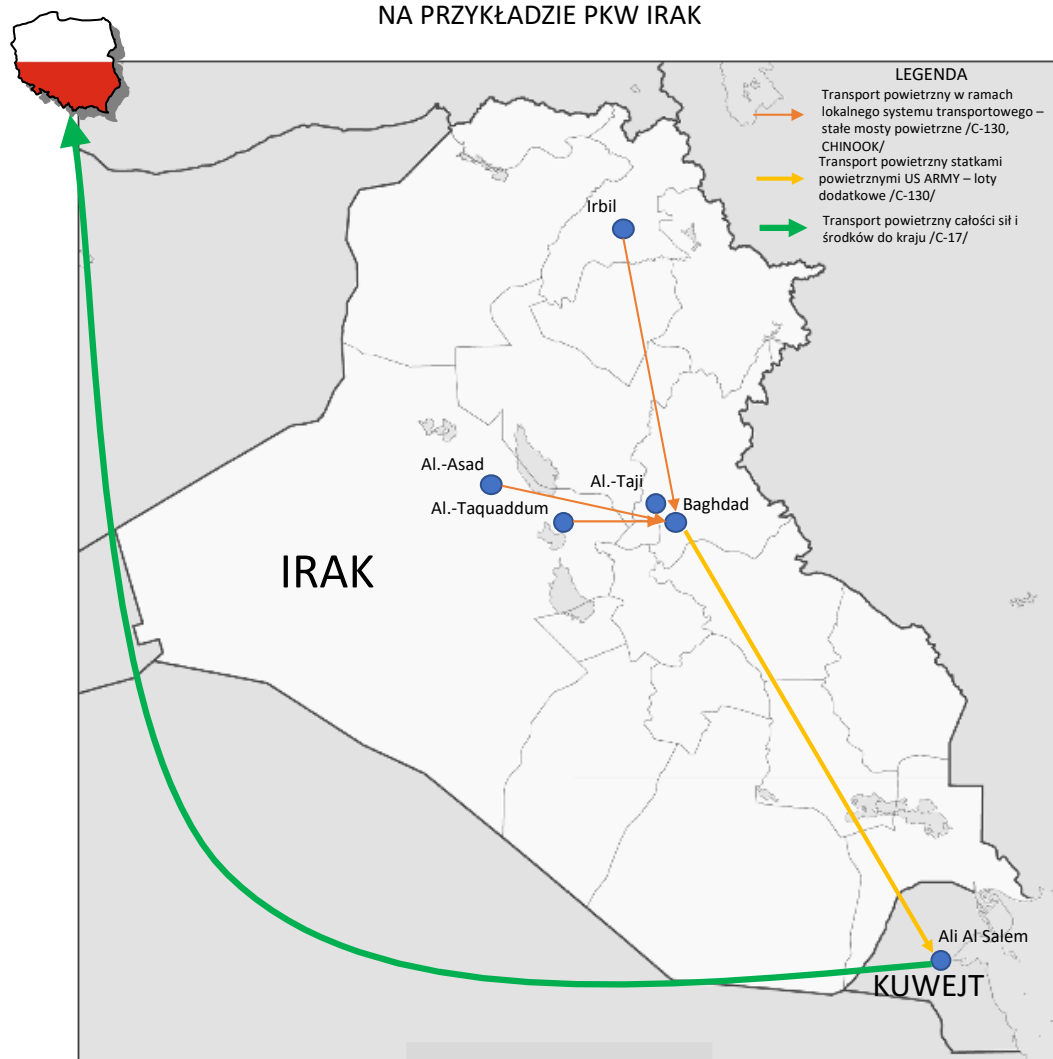 NA PRZYKŁADZIE PKW IRAK
LEGENDA
Transport powietrzny w ramach
lokalnego systemu transportowego –
stałe mosty powietrzne /C-130,
CHINOOK/
Transport powietrzny statkami
powietrznymi US ARMY – loty
dodatkowe /C-130/
Transport powietrzny całości sił i
środków do kraju /C-17/
Irbil
Al.-Asad
Al.-Taji
Al.-Taquaddum
Baghdad
IRAK
Ali Al Salem
KUWEJT